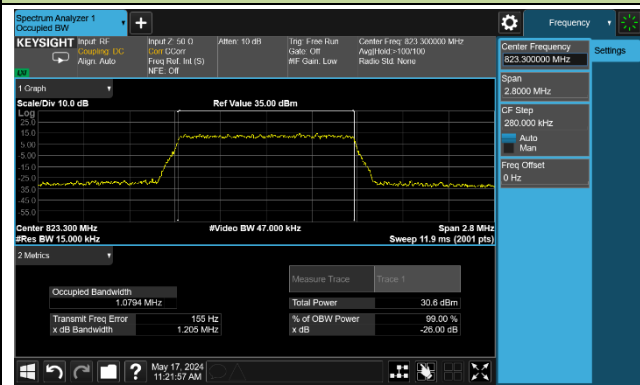 Spectrum Analyzer 1
Occupied BW
+
Frequency
KEYSIGHT
Input: RF
Coupling: DC
Align: Auto
Input Z: 50 Ω
Corr CCorr
Freq Ref: Int (S)
NFE: Off
Atten: 10 dB
Trig: Free Run
Gate: Off
#IF Gain: Low
Center Freq: 823.300000 MHz
Avg|Hold:>100/100
Radio Std: None
LXI
Center Frequency
823.300000 MHz
Settings
Span
2.8000 MHz
CF Step
280.000 kHz
Auto
Man
Freq Offset
0 Hz
1 Graph
Scale/Div 10.0 dB
Ref Value 35.00 dBm
Log
25.0
15.0
5.00
-5.00
-15.0
-25.0
-35.0
-45.0
-55.0
Center 823.300 MHz
#Video BW 47.000 kHz
Span 2.8 MHz
#Res BW 15.000 kHz
Sweep 11.9 ms (2001 pts)
2 Metrics
Measure Trace
Trace 1
Occupied Bandwidth
1.0794 MHz
Total Power
30.6 dBm
Transmit Freq Error
155 Hz
% of OBW Power
99.00 %
x dB Bandwidth
1.205 MHz
x dB
-26.00 dB
?
May 17, 2024
11:21:57 AM